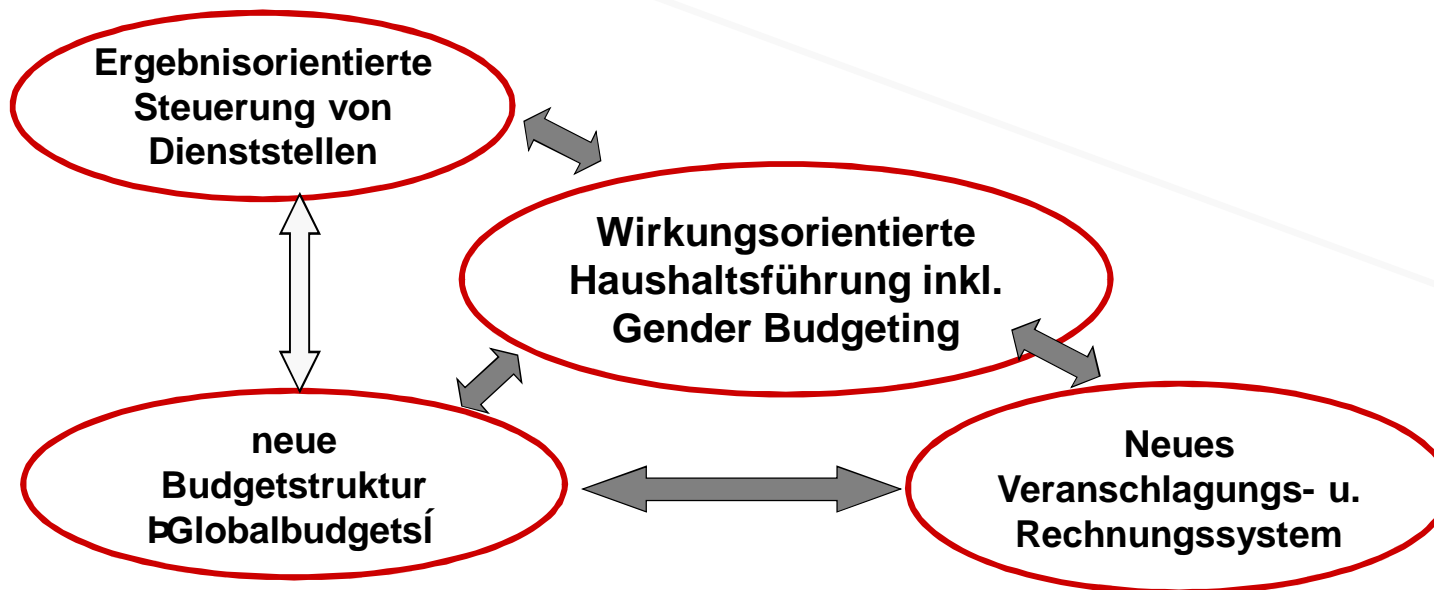 Ergebnisorientierte
Steuerung von
Dienststellen
Wirkungsorientierte
Haushaltsführung inkl.
Gender Budgeting
neue
Budgetstruktur
ÞGlobalbudgetsÍ
Neues
Veranschlagungs- u.
Rechnungssystem